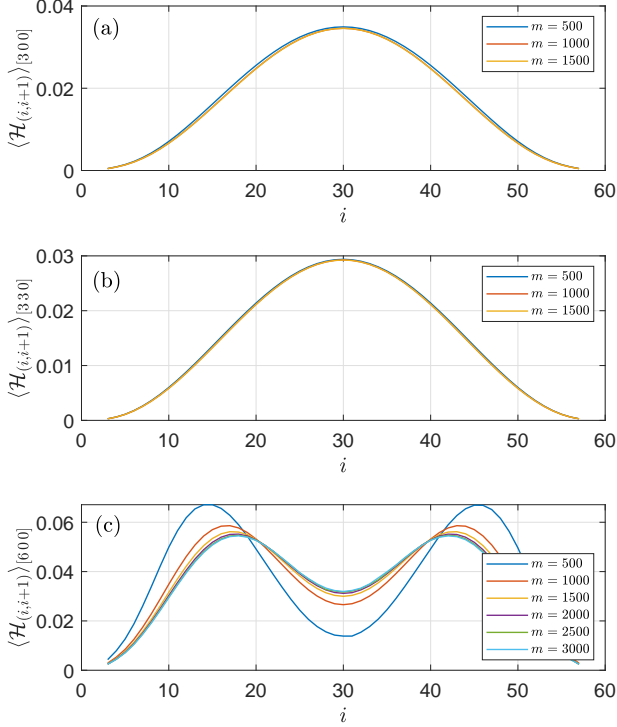 (a)
0.04
0.02
0
⟨ℋ(i,i+1)⟩[300]
m = 500
m = 1000
m = 1500
0 10 20 30 40 50 60
i
(b)
0.03
0.02
0.01
0
⟨ℋ(i,i+1)⟩[330]
m = 500
m = 1000
m = 1500
0 10 20 30 40 50 60
i
(c)
0.06
0.04
0.02
0
⟨ℋ(i,i+1)⟩[600]
m = 500
m = 1000
m = 1500
m = 2000
m = 2500
m = 3000
0 10 20 30 40 50 60
i